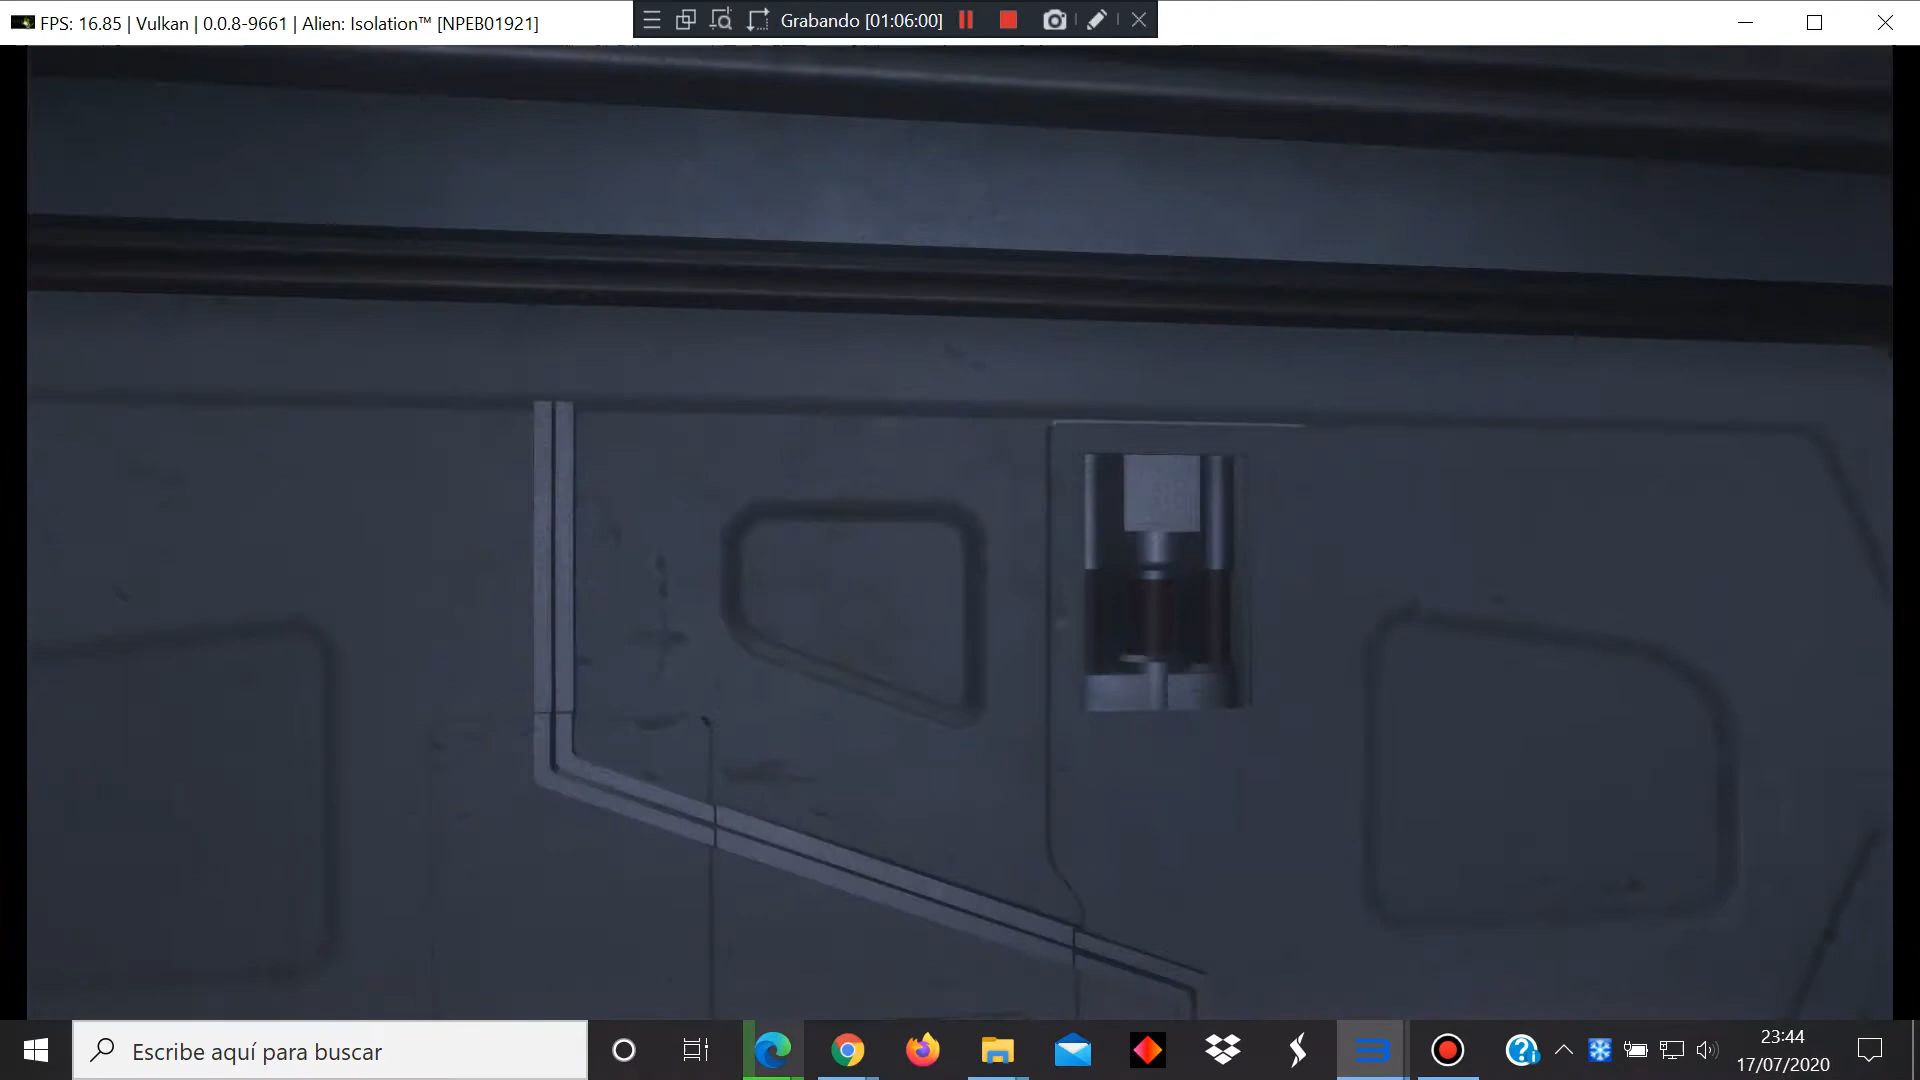 FPS: 16.85 | Vulkan | 0.0.8-9661 | Alien: Isolation™ [NPEB01921]
Grabando [01:06:00]
Escribe aquí para buscar
23:44
17/07/2020